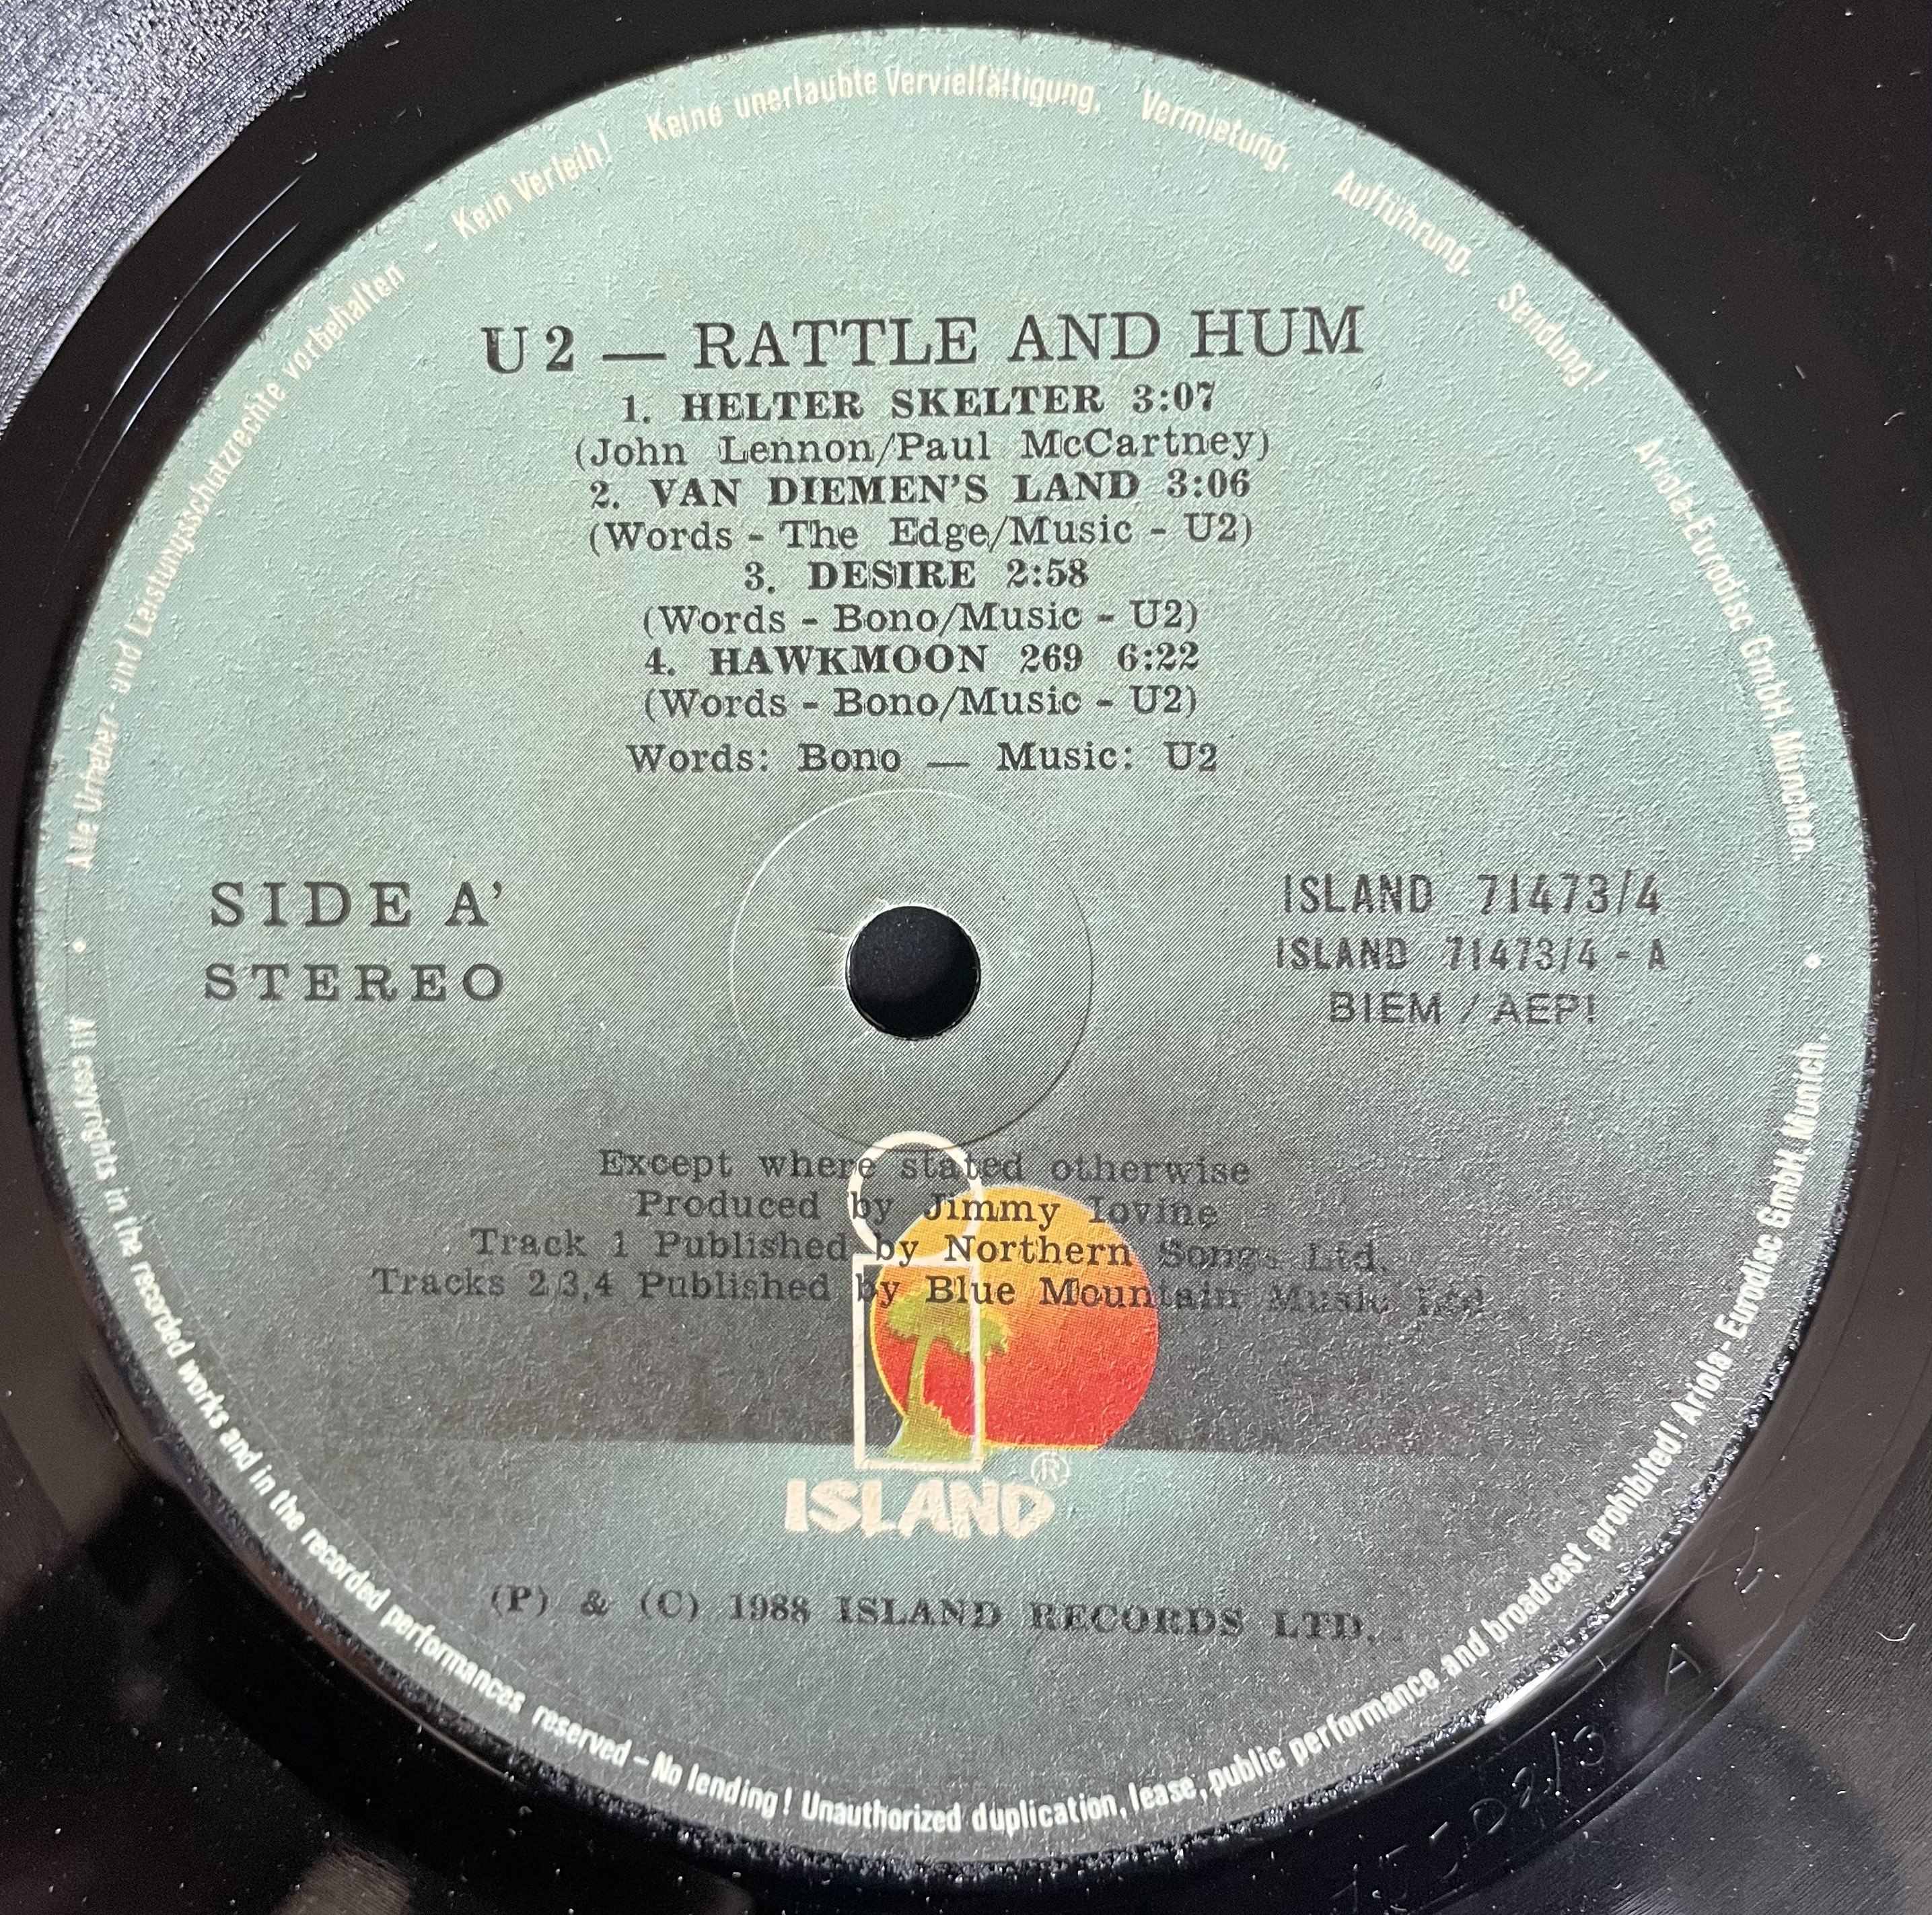 Alle Urheber- und Leistungsschutzrechte vorbehalten - Kein Verleih! Keine unerlaubte Vervielfältigung, Vermietung, Aufführung, Sendung! Ariola-Eurodisc GmbH München
U2 — RATTLE AND HUM
1. HELTER SKELTER 3:07
(John Lennon/Paul McCartney)
2. VAN DIEMEN'S LAND 3:06
(Words - The Edge/Music - U2)
3. DESIRE 2:58
(Words - Bono/Music - U2)
4. HAWKMOON 269 6:22
(Words - Bono/Music - U2)
Words: Bono — Music: U2
SIDE A'
STEREO
ISLAND 71473/4
ISLAND 71473/4 - A
BIEM / AEPI
Except where stated otherwise
Produced by Jimmy Iovine
Track 1 Published by Northern Songs Ltd.
Tracks 2,3,4 Published by Blue Mountain Music Ltd
ISLAND®
(P) & (C) 1988 ISLAND RECORDS LTD.
All copyrights in the recorded works and in the recorded performances reserved – No lending! Unauthorized duplication, lease, public performance and broadcast prohibited! Ariola-Eurodisc GmbH, Munich.
A